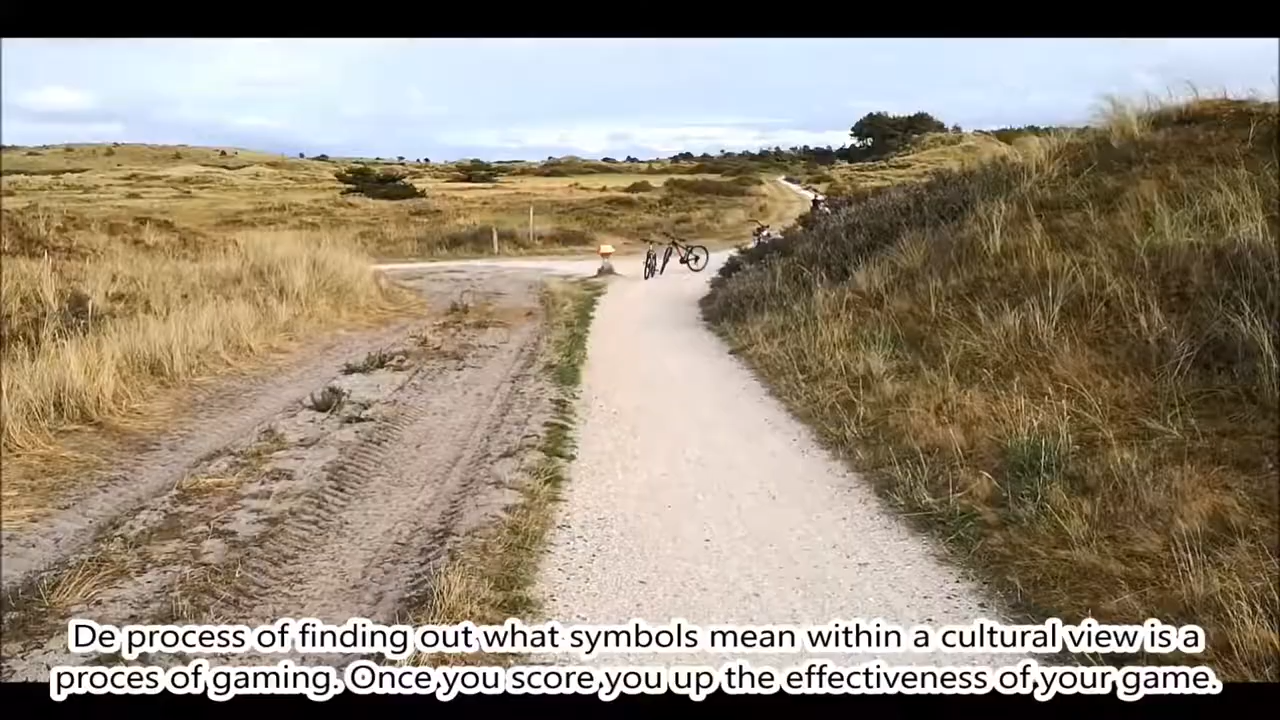 De process of finding out what symbols mean within a cultural view is a
proces of gaming. Once you score you up the effectiveness of your game.